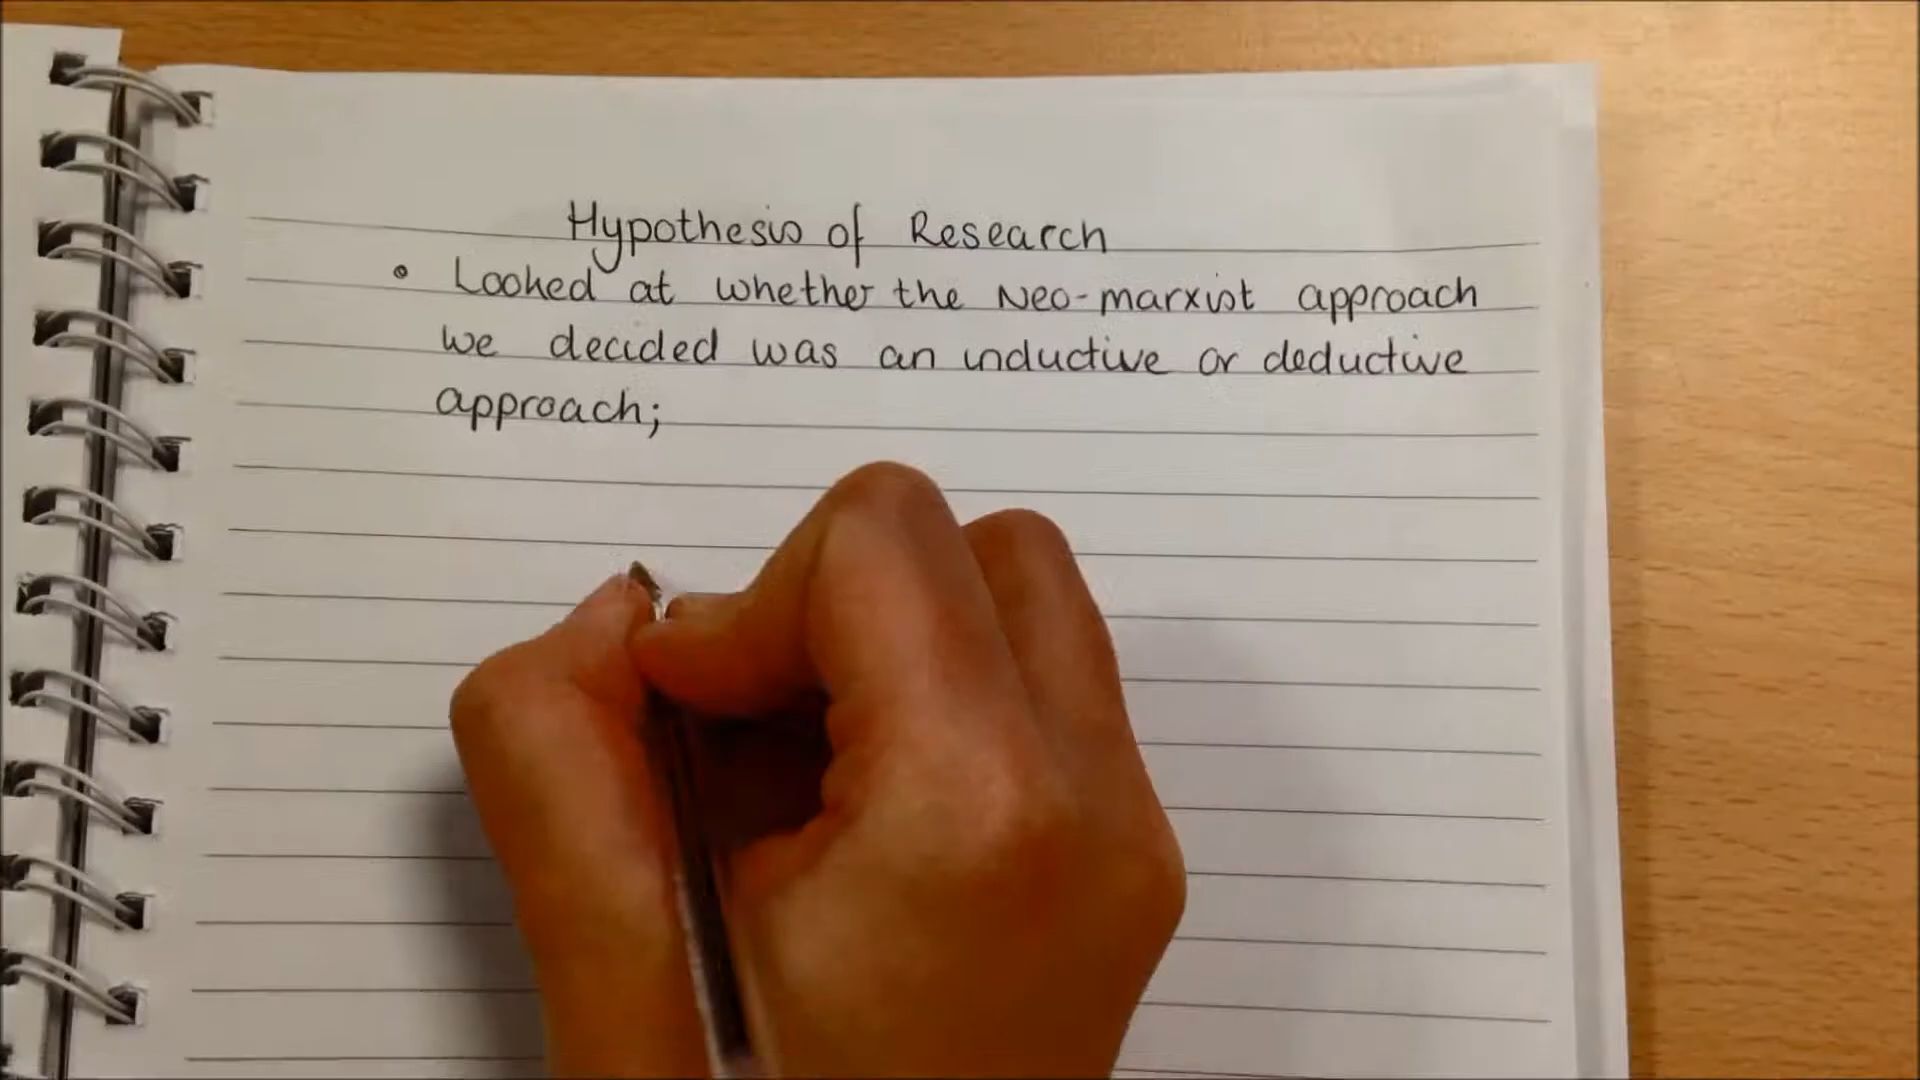 Hypothesis of Research
• Looked at whether the Neo-marxist approach
we decided was an inductive or deductive
approach;